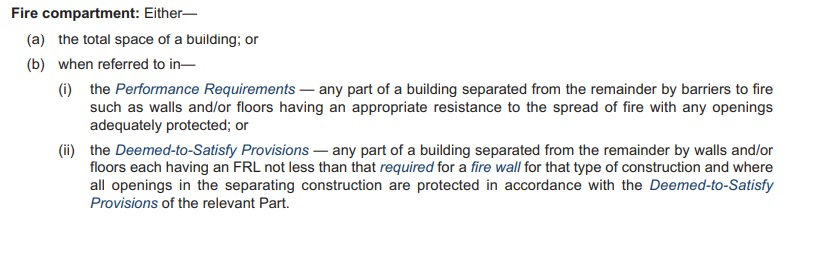 Fire compartment: Either—
(a) the total space of a building; or
(b) when referred to in—
(i) the Performance Requirements — any part of a building separated from the remainder by barriers to fire
such as walls and/or floors having an appropriate resistance to the spread of fire with any openings
adequately protected; or
(ii) the Deemed-to-Satisfy Provisions — any part of a building separated from the remainder by walls and/or
floors each having an FRL not less than that required for a fire wall for that type of construction and where
all openings in the separating construction are protected in accordance with the Deemed-to-Satisfy
Provisions of the relevant Part.